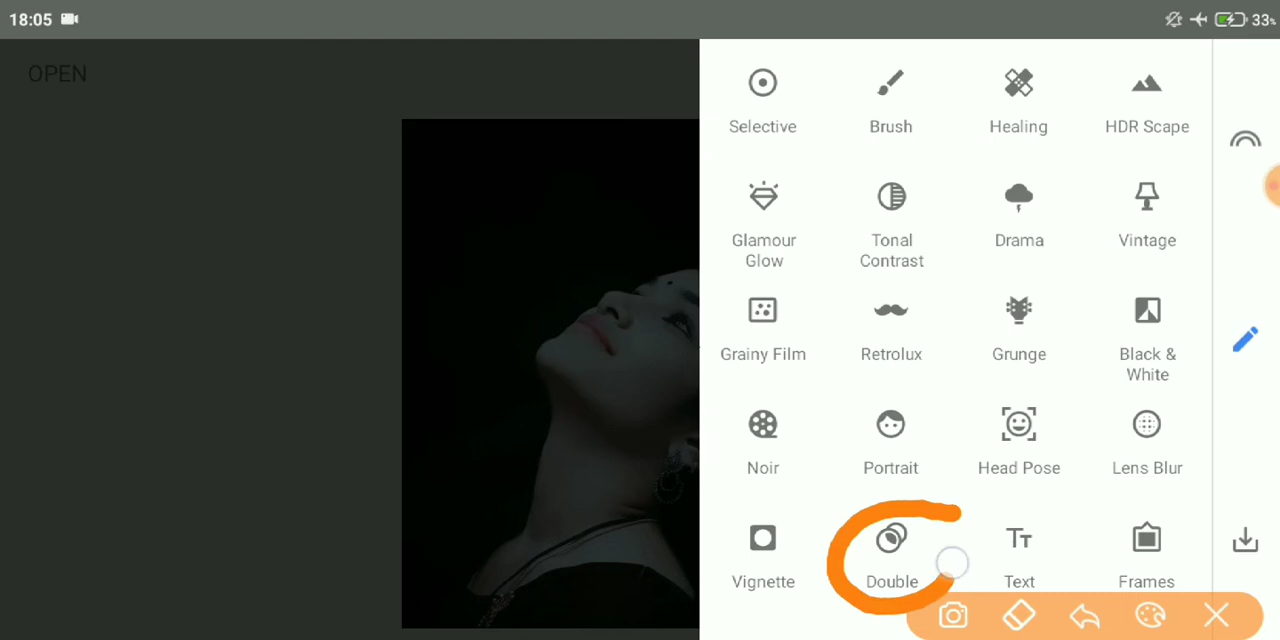 18:05
33%
OPEN
Selective
Brush
Healing
HDR Scape
Glamour
Glow
Tonal
Contrast
Drama
Vintage
Grainy Film
Retrolux
Grunge
Black &
White
Noir
Portrait
Head Pose
Lens Blur
Vignette
Double
Text
Frames